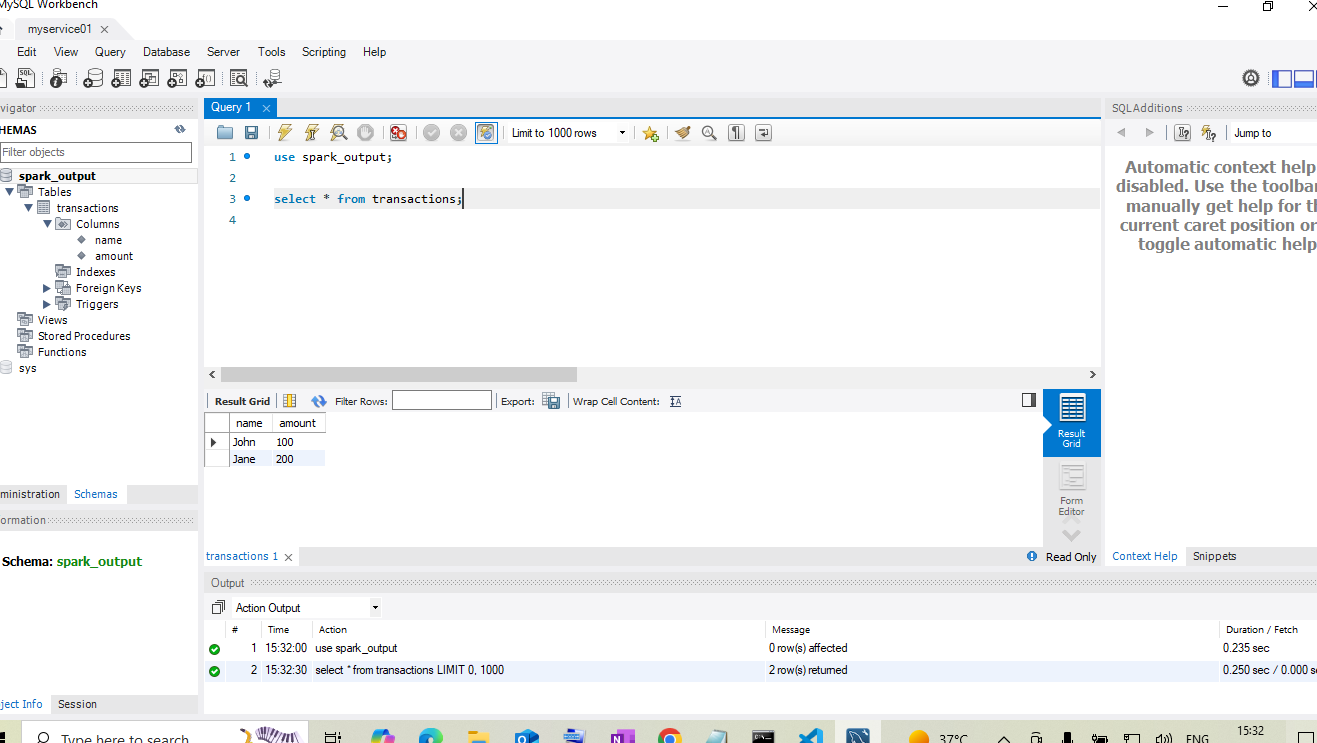 MySQL Workbench
myservice01
Edit View Query Database Server Tools Scripting Help
vigator
HEMAS
Filter objects
spark_output
Tables
transactions
Columns
name
amount
Indexes
Foreign Keys
Triggers
Views
Stored Procedures
Functions
sys
ministration Schemas
ormation
Schema: spark_output
ject Info Session
Query 1
Limit to 1000 rows
1 use spark_output;
2
3 select * from transactions;
4
Result Grid Filter Rows: Export: Wrap Cell Content:
name amount
John 100
Jane 200
Result
Grid
Form
Editor
transactions 1
Read Only
SQLAdditions
Jump to
Automatic context help
disabled. Use the toolbar
manually get help for th
current caret position or
toggle automatic help
Context Help Snippets
Output
Action Output
# Time Action Message Duration / Fetch
1 15:32:00 use spark_output 0 row(s) affected 0.235 sec
2 15:32:30 select * from transactions LIMIT 0, 1000 2 row(s) returned 0.250 sec / 0.000 se
Type here to search
37°C
ENG
15:32